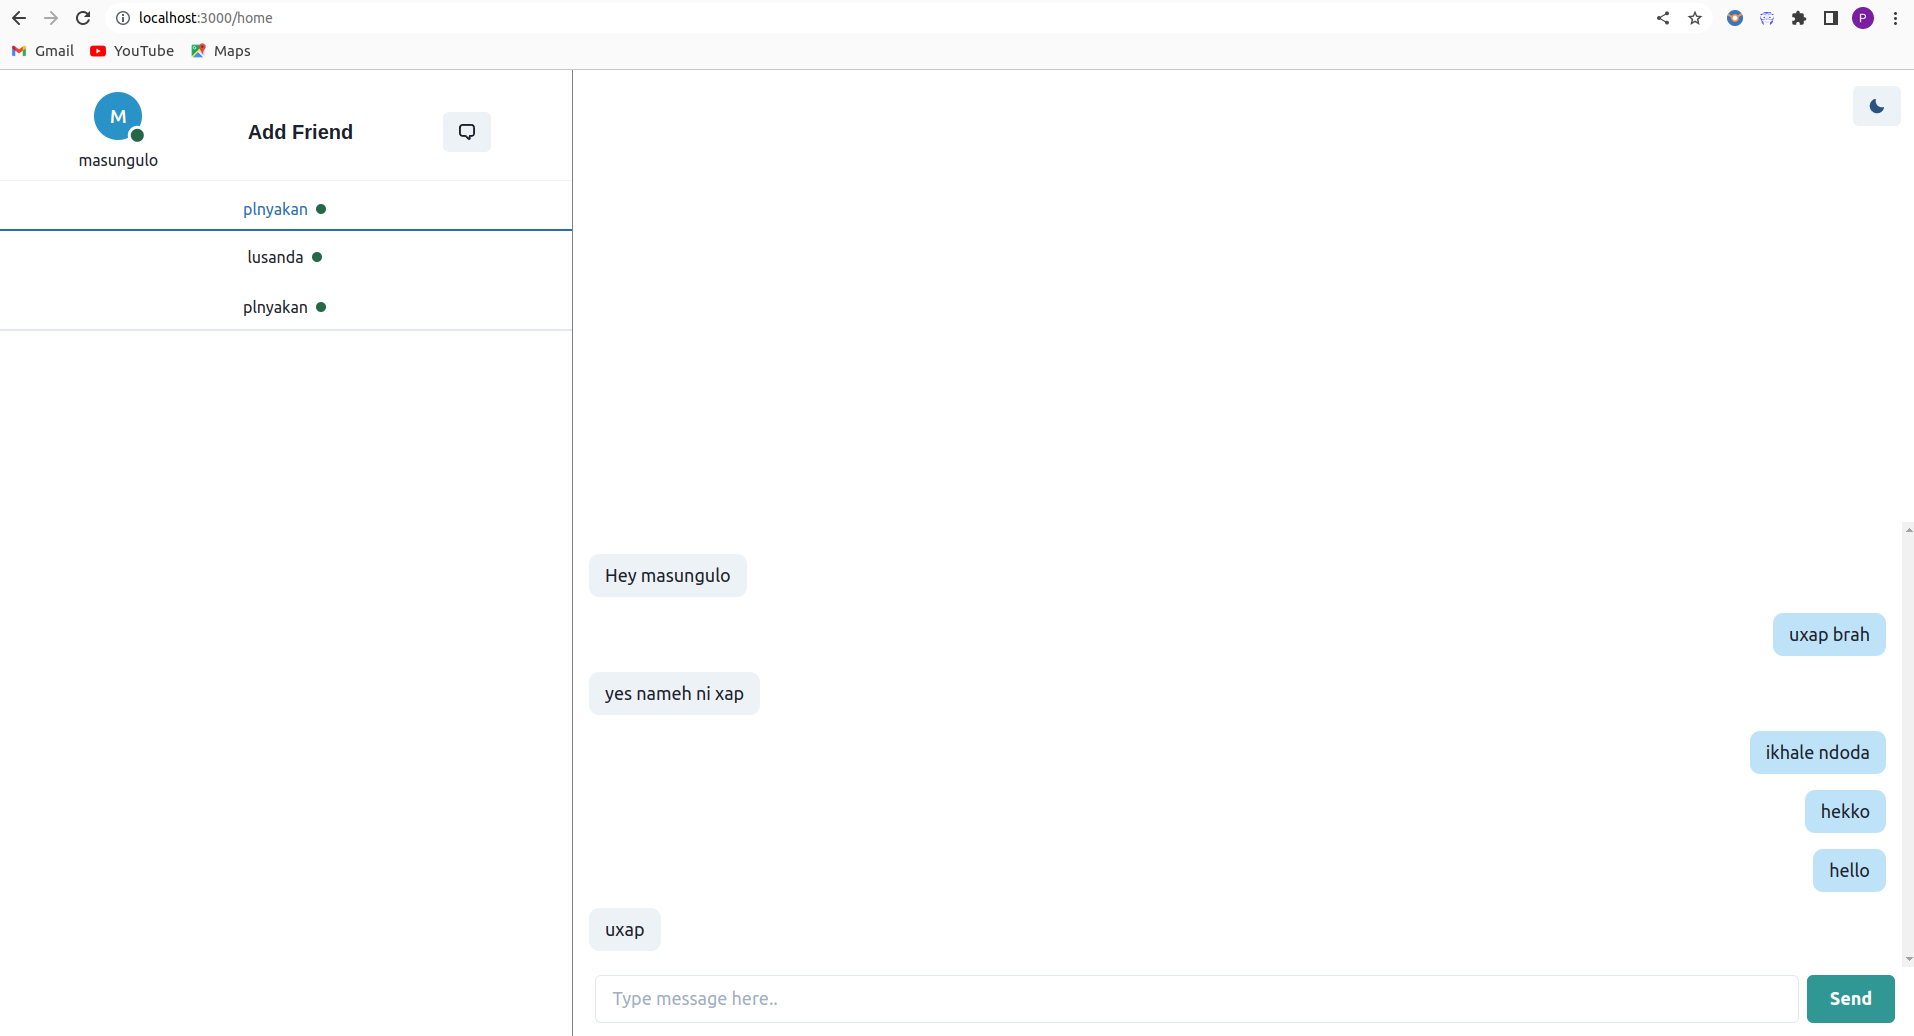 localhost:3000/home
P
Gmail YouTube Maps
M
masungulo
Add Friend
plnyakan
lusanda
plnyakan
Hey masungulo
uxap brah
yes nameh ni xap
ikhale ndoda
hekko
hello
uxap
Type message here..
Send